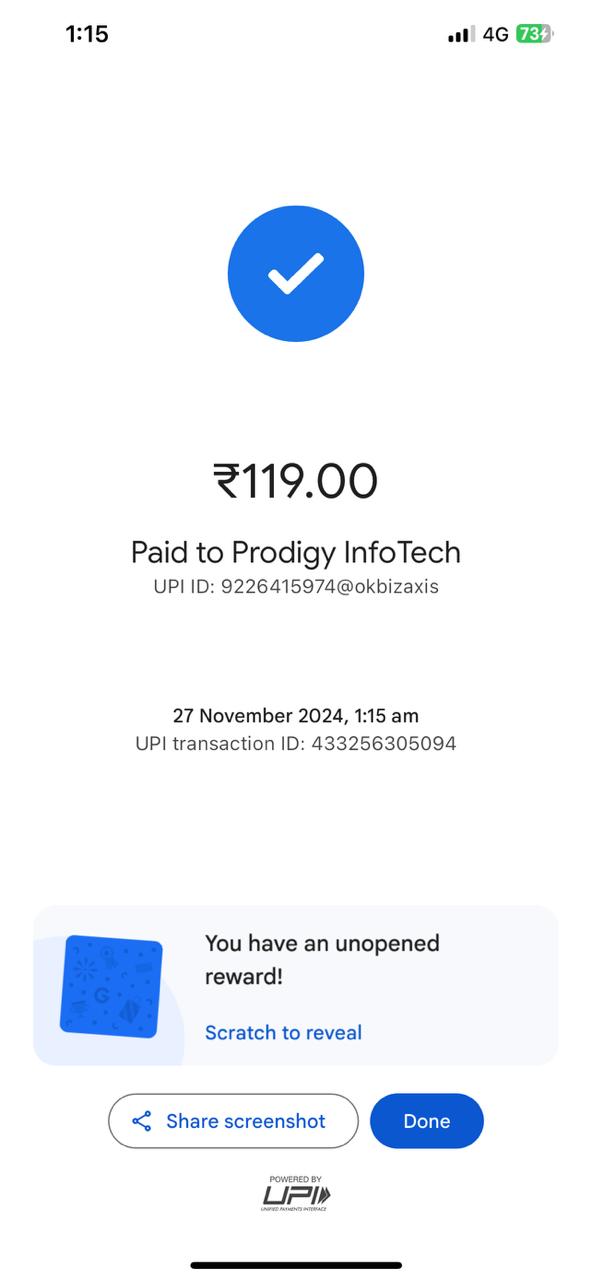 1:15
4G
73
₹119.00
Paid to Prodigy InfoTech
UPI ID: 9226415974@okbizaxis
27 November 2024, 1:15 am
UPI transaction ID: 433256305094
G
You have an unopened
reward!
Scratch to reveal
Share screenshot
Done
POWERED BY
UPI
UNIFIED PAYMENTS INTERFACE